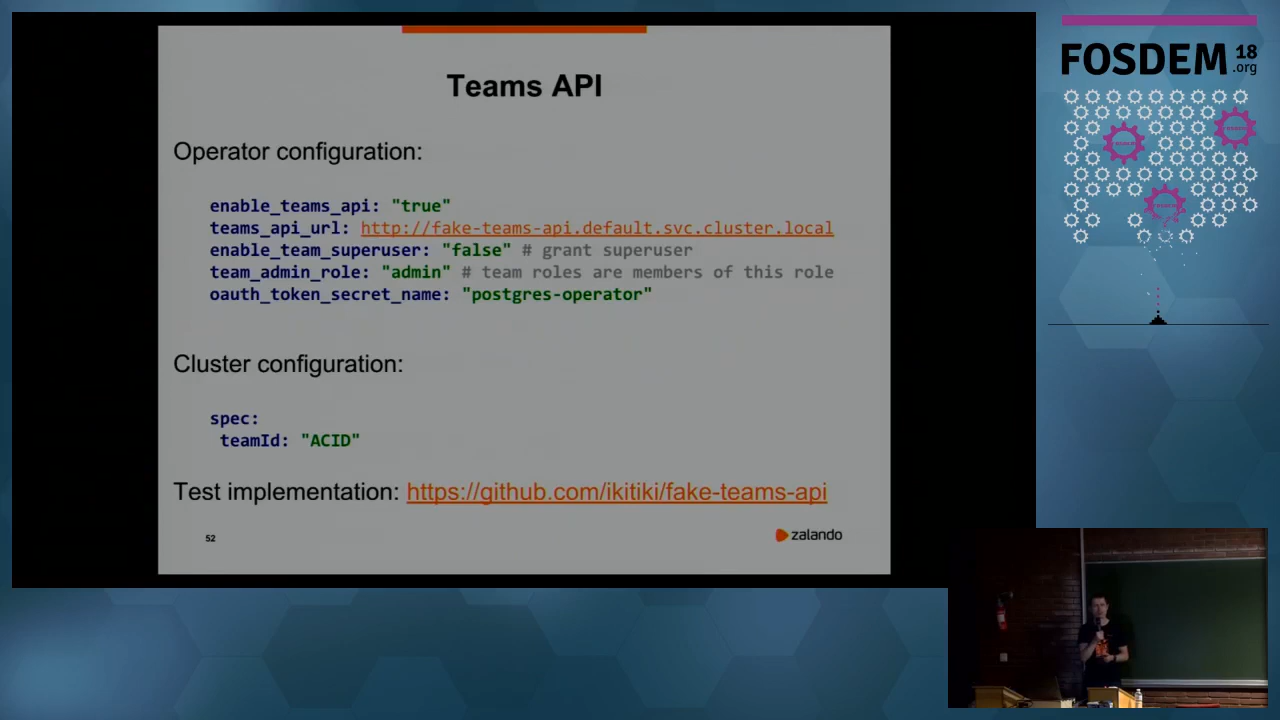 Teams API
Operator configuration:
enable_teams_api: "true"
teams_api_url: http://fake-teams-api.default.svc.cluster.local
enable_team_superuser: "false" # grant superuser
team_admin_role: "admin" # team roles are members of this role
oauth_token_secret_name: "postgres-operator"
Cluster configuration:
spec:
teamId: "ACID"
Test implementation: https://github.com/ikitiki/fake-teams-api
52
zalando
FOSDEM 18
.org